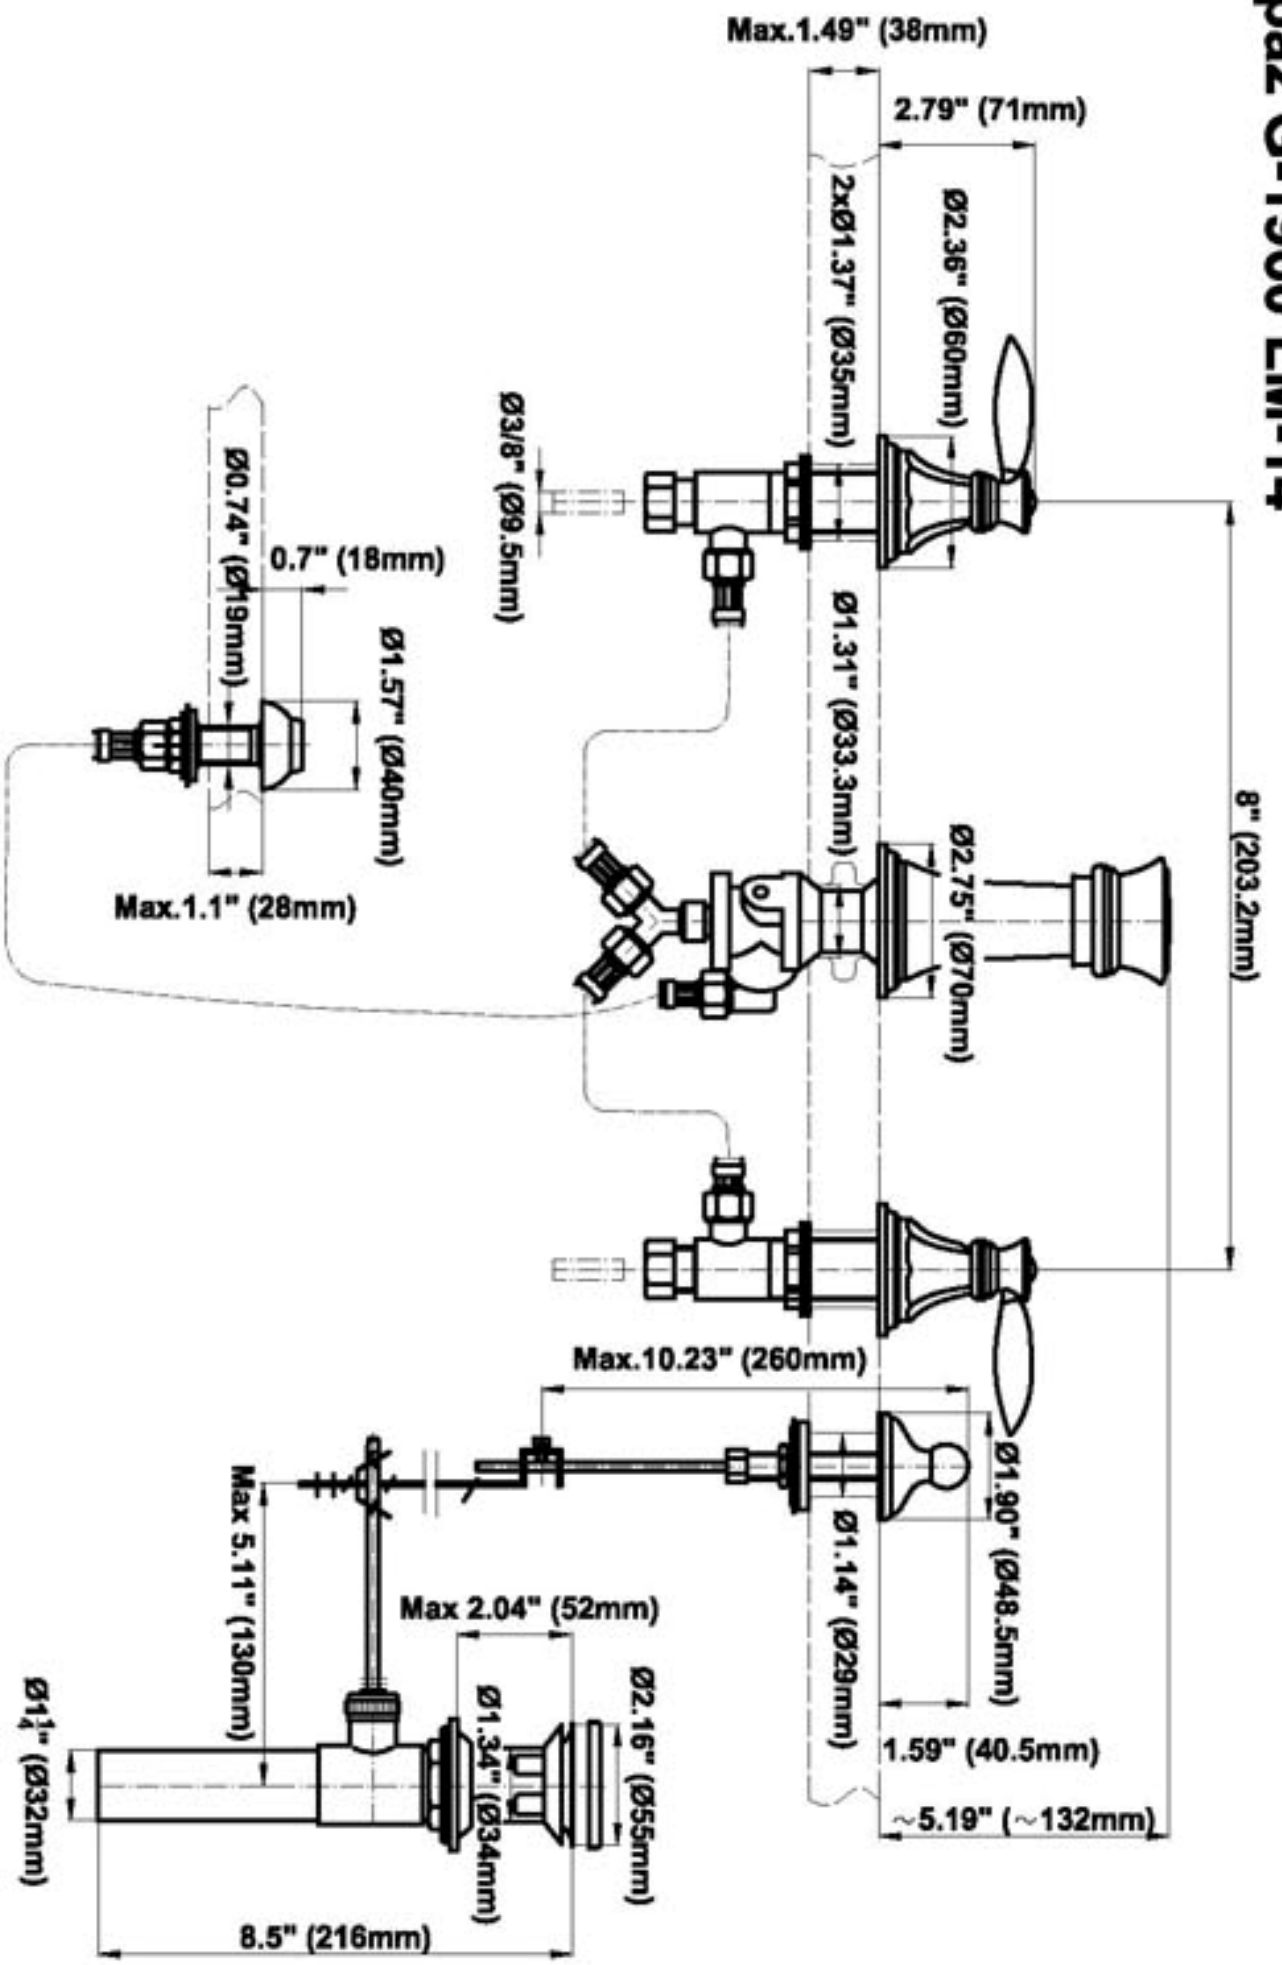 Max.1.49" (38mm)
2.79" (71mm)
Ø2.36" (Ø60mm)
2xØ1.37" (Ø35mm)
Ø3/8" (Ø9.5mm)
Ø0.74" (Ø19mm)
0.7" (18mm)
Ø1.57" (Ø40mm)
Max.1.1" (28mm)
Ø1.31" (Ø33.3mm)
Ø2.75" (Ø70mm)
8" (203.2mm)
Max.10.23" (260mm)
Ø1.90" (Ø48.5mm)
Ø1.14" (Ø29mm)
1.59" (40.5mm)
~5.19" (~132mm)
Max 5.11" (130mm)
Max 2.04" (52mm)
Ø1.34" (Ø34mm)
Ø2.16" (Ø55mm)
Ø1¼" (Ø32mm)
8.5" (216mm)